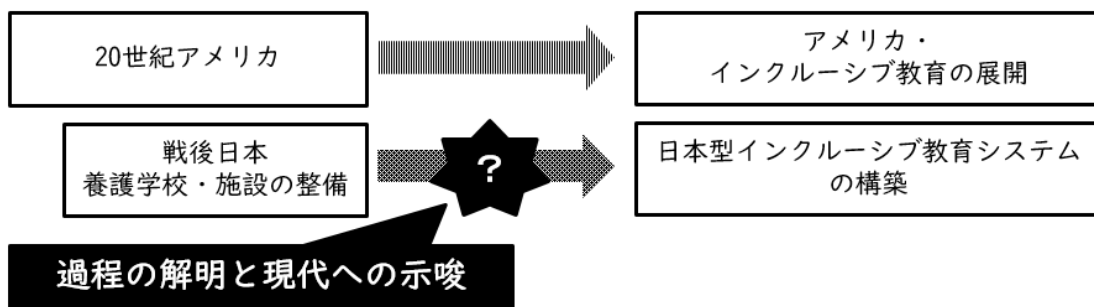 20世紀アメリカ
アメリカ・
インクルーシブ教育の展開
戦後日本
養護学校・施設の整備
?
日本型インクルーシブ教育システム
の構築
過程の解明と現代への示唆